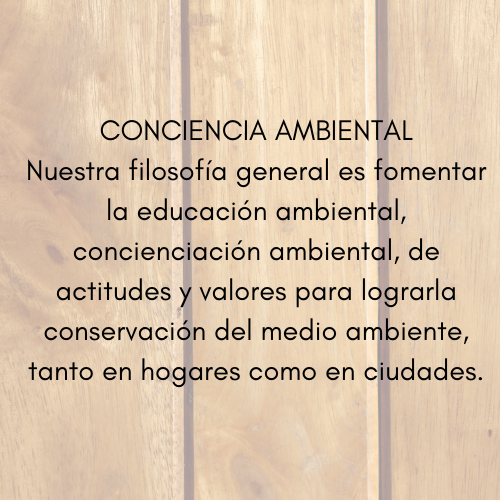 CONCIENCIA AMBIENTAL
Nuestra filosofía general es fomentar
la educación ambiental,
concienciación ambiental, de
actitudes y valores para lograrla
conservación del medio ambiente,
tanto en hogares como en ciudades.